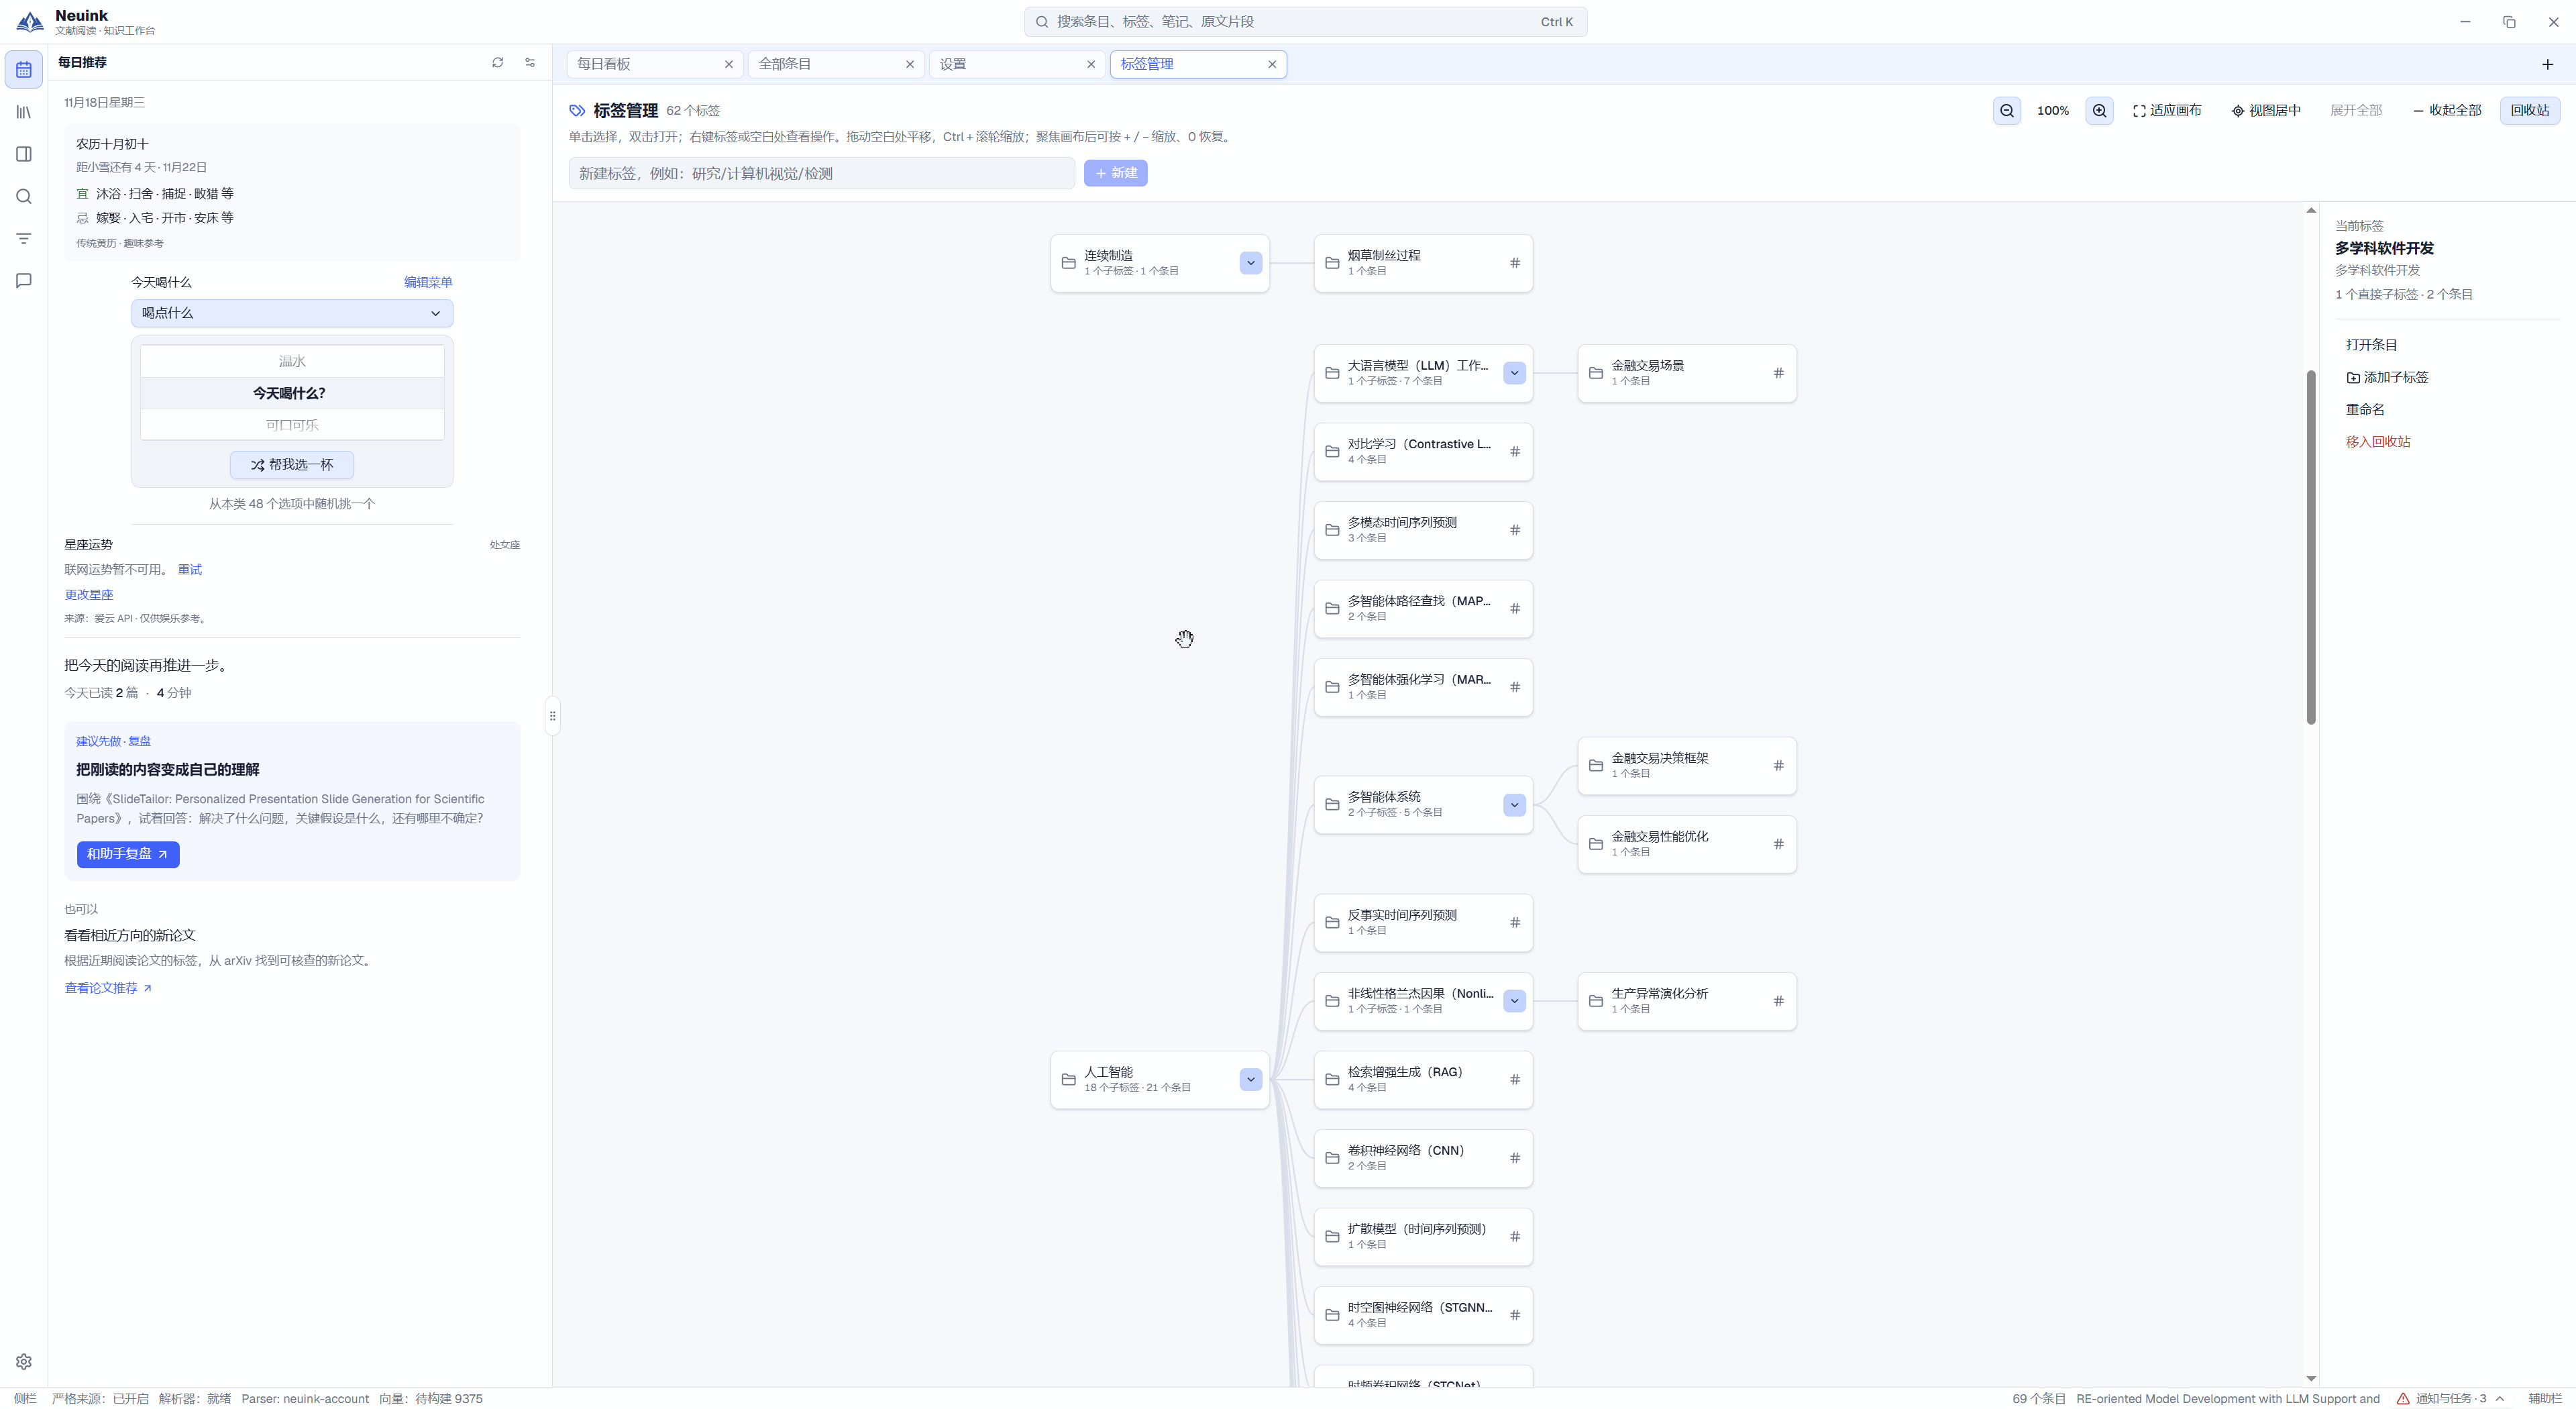 Neuink
文献阅读 · 知识工作台
搜索条目、标签、笔记、原文片段
Ctrl K
每日推荐
11月18日星期三
农历十月初十
距小雪还有 4 天 · 11月22日
宜 沐浴 · 扫舍 · 捕捉 · 畋猎 等
忌 嫁娶 · 入宅 · 开市 · 安床 等
传统黄历 · 趣味参考
今天喝什么
编辑菜单
喝点什么
温水
今天喝什么？
可口可乐
帮我选一杯
从本类 48 个选项中随机挑一个
星座运势
处女座
联网运势暂不可用。 重试
更改星座
来源：爱云 API · 仅供娱乐参考。
把今天的阅读再推进一步。
今天已读 2 篇 · 4 分钟
建议先做 · 复盘
把刚读的内容变成自己的理解
围绕《SlideTailor: Personalized Presentation Slide Generation for Scientific
Papers》，试着回答：解决了什么问题，关键假设是什么，还有哪里不确定？
和助手复盘
也可以
看看相近方向的新论文
根据近期阅读论文的标签，从 arXiv 找到可核查的新论文。
查看论文推荐
每日看板
全部条目
设置
标签管理
标签管理 62 个标签
100%
适应画布
视图居中
展开全部
收起全部
回收站
单击选择，双击打开；右键标签或空白处查看操作。拖动空白处平移，Ctrl + 滚轮缩放；聚焦画布后可按 + / − 缩放、0 恢复。
新建标签，例如：研究/计算机视觉/检测
+ 新建
连续制造
1 个子标签 · 1 个条目
烟草制丝过程
1 个条目
#
大语言模型（LLM）工作...
1 个子标签 · 7 个条目
金融交易场景
1 个条目
#
对比学习（Contrastive L...
4 个条目
#
多模态时间序列预测
3 个条目
#
多智能体路径查找（MAP...
2 个条目
#
多智能体强化学习（MAR...
1 个条目
#
多智能体系统
2 个子标签 · 5 个条目
金融交易决策框架
1 个条目
#
金融交易性能优化
1 个条目
#
反事实时间序列预测
1 个条目
#
非线性格兰杰因果（Nonli...
1 个子标签 · 1 个条目
生产异常演化分析
1 个条目
#
人工智能
18 个子标签 · 21 个条目
检索增强生成（RAG）
4 个条目
#
卷积神经网络（CNN）
2 个条目
#
扩散模型（时间序列预测）
1 个条目
#
时空图神经网络（STGNN...
4 个条目
#
时频卷积网络（STCNet）
当前标签
多学科软件开发
多学科软件开发
1 个直接子标签 · 2 个条目
打开条目
添加子标签
重命名
移入回收站
侧栏 严格来源：已开启 解析器：就绪 Parser: neuink-account 向量：待构建 9375
69 个条目 RE-oriented Model Development with LLM Support and 通知与任务 · 3 辅助栏